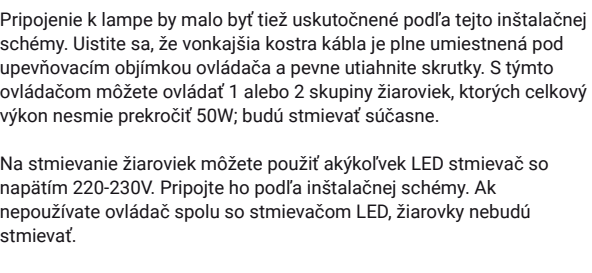 Pripojenie k lampe by malo byť tiež uskutočnené podľa tejto inštalačnej
schémy. Uistite sa, že vonkajšia kostra kábla je plne umiestnená pod
upevňovacím objímkou ovládača a pevne utiahnite skrutky. S týmto
ovládačom môžete ovládať 1 alebo 2 skupiny žiaroviek, ktorých celkový
výkon nesmie prekročiť 50W; budú stmievať súčasne.

Na stmievanie žiaroviek môžete použiť akýkoľvek LED stmievač so
napätím 220-230V. Pripojte ho podľa inštalačnej schémy. Ak
nepoužívate ovládač spolu so stmievačom LED, žiarovky nebudú
stmievať.